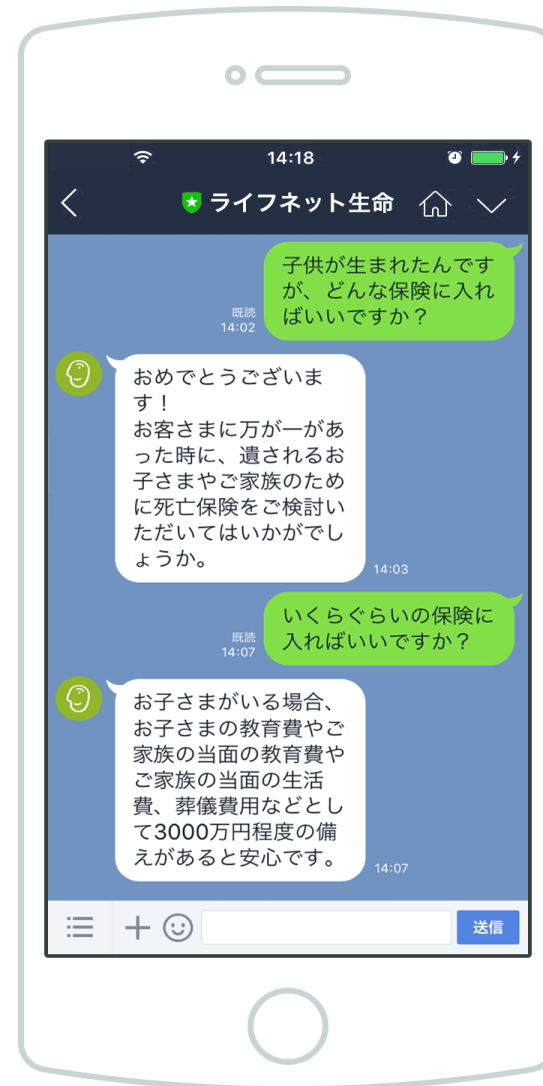 14:18
ライフネット生命
子供が生まれたんです
が、どんな保険に入れ
ばいいですか？
既読
14:02
おめでとうございま
す！
お客さまに万が一があ
った時に、遺されるお
子さまやご家族のため
に死亡保険をご検討い
ただいてはいかがでし
ょうか。
14:03
いくらぐらいの保険に
入ればいいですか？
既読
14:07
お子さまがいる場合、
お子さまの教育費やご
家族の当面の教育費や
ご家族の当面の生活
費、葬儀費用などとし
て3000万円程度の備
えがあると安心です。
14:07
送信